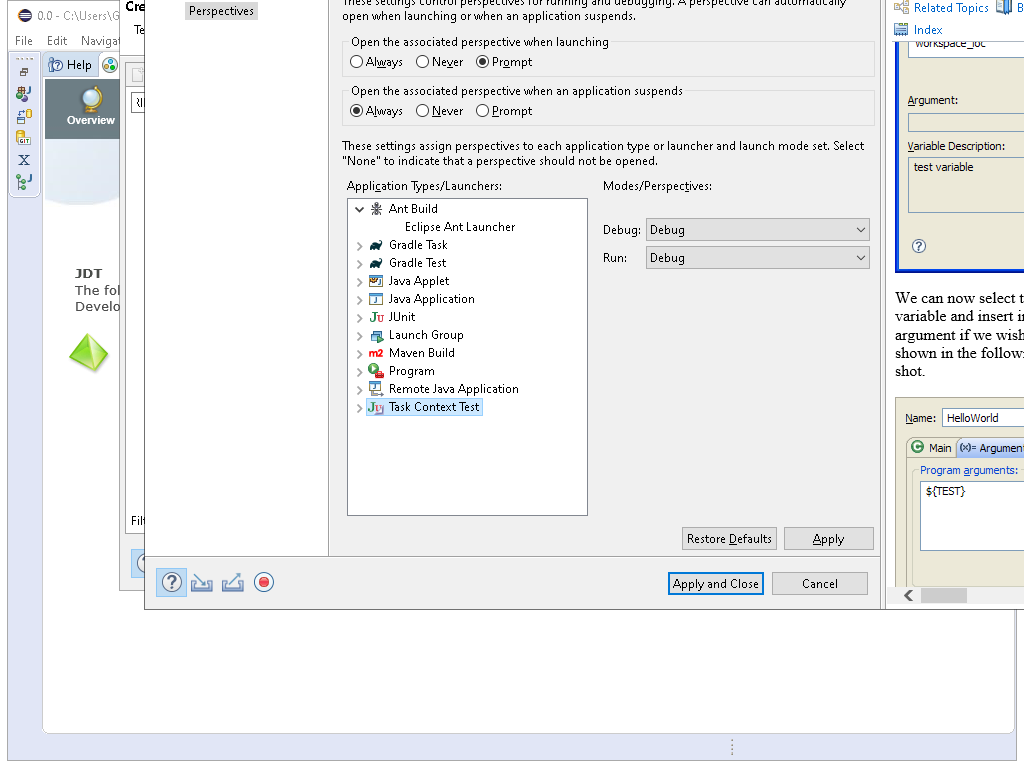 0.0 - C:\Users\G
File
Edit
Naviga
Help
Overview
JDT
The fol
Develo
Cre
Te
Filt
Perspectives
These settings control perspectives for running and debugging. A perspective can automatically
open when launching or when an application suspends.
Open the associated perspective when launching
Always
Never
Prompt
Open the associated perspective when an application suspends
Always
Never
Prompt
These settings assign perspectives to each application type or launcher and launch mode set. Select
"None" to indicate that a perspective should not be opened.
Application Types/Launchers:
Modes/Perspectives:
Ant Build
Eclipse Ant Launcher
Gradle Task
Gradle Test
Java Applet
Java Application
JUnit
Launch Group
Maven Build
Program
Remote Java Application
Task Context Test
Debug: Debug
Run: Debug
Restore Defaults
Apply
Apply and Close
Cancel
Related Topics
B
Index
workspace_loc
Argument:
Variable Description:
test variable
We can now select t
variable and insert i
argument if we wish
shown in the follow
shot.
Name: HelloWorld
Main
(x)= Argumen
Program arguments:
${TEST}